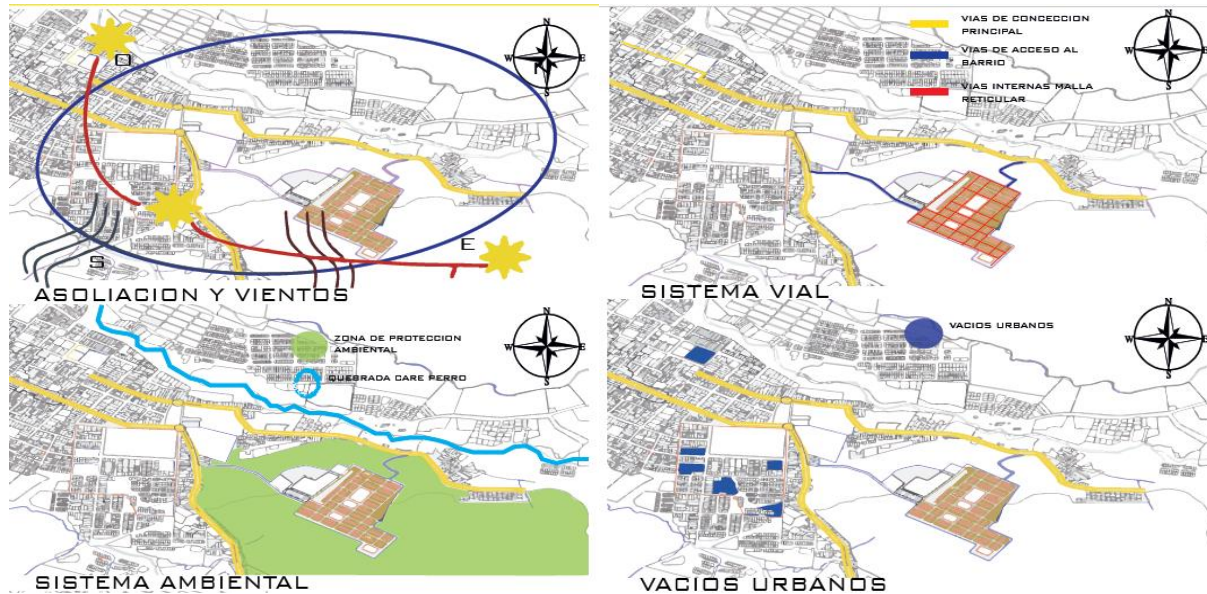 O
E
S
N
W E
S
ASOLIACION Y VIENTOS
VIAS DE CONECCION
PRINCIPAL
VIAS DE ACCESO AL
BARRIO
VIAS INTERNAS MALLA
RETICULAR
N
W E
S
SISTEMA VIAL
ZONA DE PROTECCION
AMBIENTAL
QUEBRADA CARE PERRO
N
W E
S
SISTEMA AMBIENTAL
VACIOS URBANOS
N
W E
S
VACIOS URBANOS